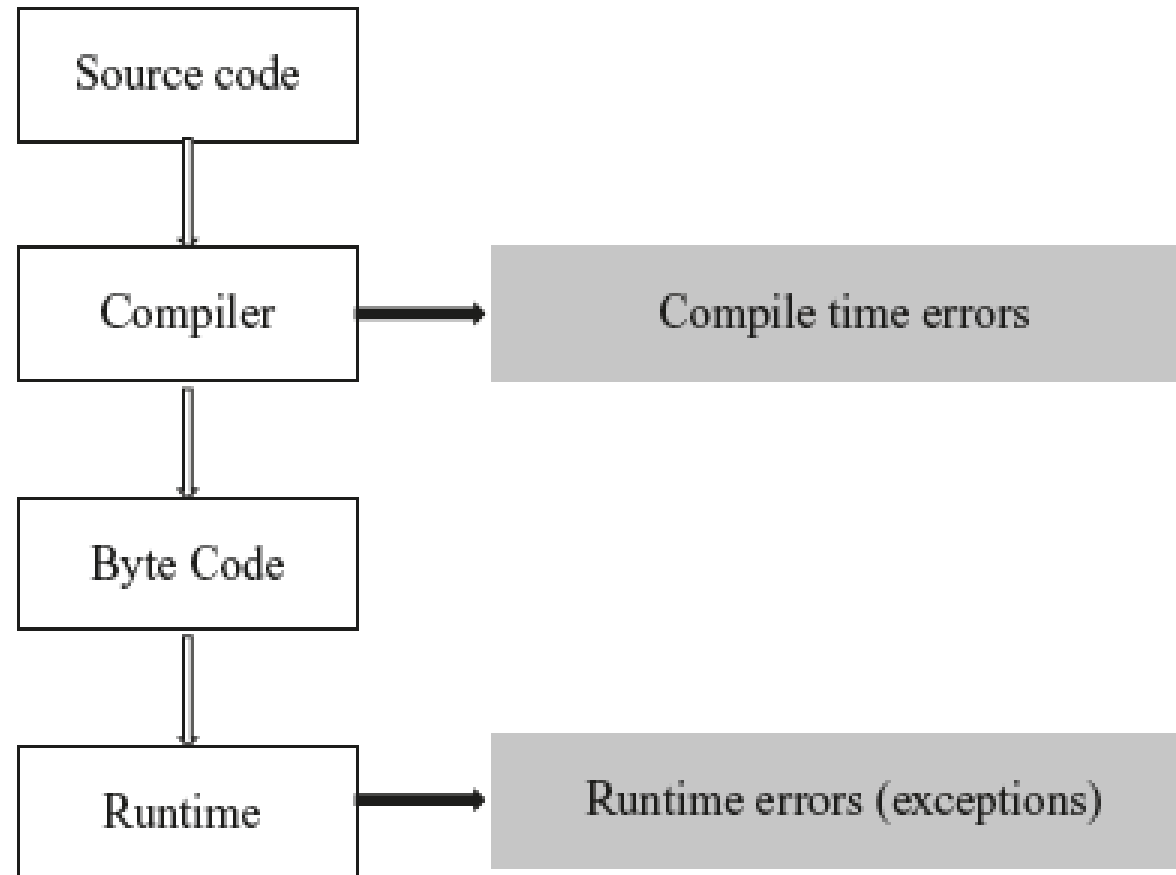 Source code
Compiler
Compile time errors
Byte Code
Runtime
Runtime errors (exceptions)